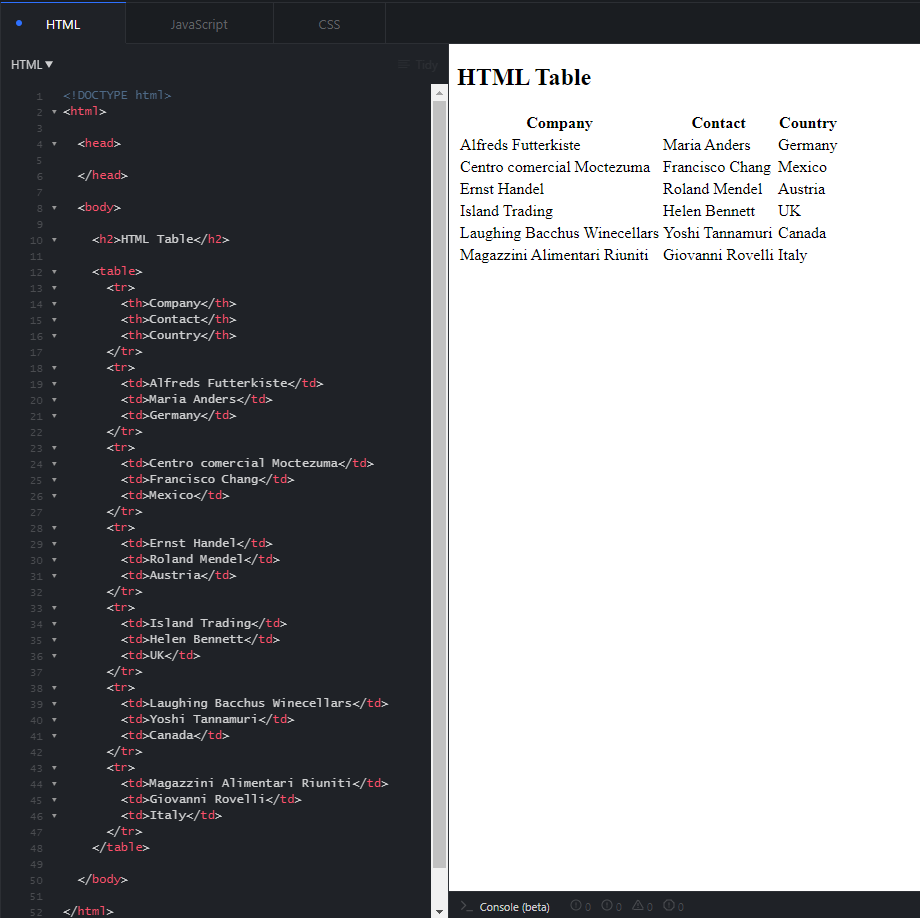 HTML
JavaScript
CSS
HTML ▼
Tidy
1 <!DOCTYPE html>
2 <html>
3
4 <head>
5
6 </head>
7
8 <body>
9
10 <h2>HTML Table</h2>
11
12 <table>
13 <tr>
14 <th>Company</th>
15 <th>Contact</th>
16 <th>Country</th>
17 </tr>
18 <tr>
19 <td>Alfreds Futterkiste</td>
20 <td>Maria Anders</td>
21 <td>Germany</td>
22 </tr>
23 <tr>
24 <td>Centro comercial Moctezuma</td>
25 <td>Francisco Chang</td>
26 <td>Mexico</td>
27 </tr>
28 <tr>
29 <td>Ernst Handel</td>
30 <td>Roland Mendel</td>
31 <td>Austria</td>
32 </tr>
33 <tr>
34 <td>Island Trading</td>
35 <td>Helen Bennett</td>
36 <td>UK</td>
37 </tr>
38 <tr>
39 <td>Laughing Bacchus Winecellars</td>
40 <td>Yoshi Tannamuri</td>
41 <td>Canada</td>
42 </tr>
43 <tr>
44 <td>Magazzini Alimentari Riuniti</td>
45 <td>Giovanni Rovelli</td>
46 <td>Italy</td>
47 </tr>
48 </table>
49
50 </body>
51
52 </html>
HTML Table
Company Contact Country
Alfreds Futterkiste Maria Anders Germany
Centro comercial Moctezuma Francisco Chang Mexico
Ernst Handel Roland Mendel Austria
Island Trading Helen Bennett UK
Laughing Bacchus Winecellars Yoshi Tannamuri Canada
Magazzini Alimentari Riuniti Giovanni Rovelli Italy
>_ Console (beta) 0 0 0 0